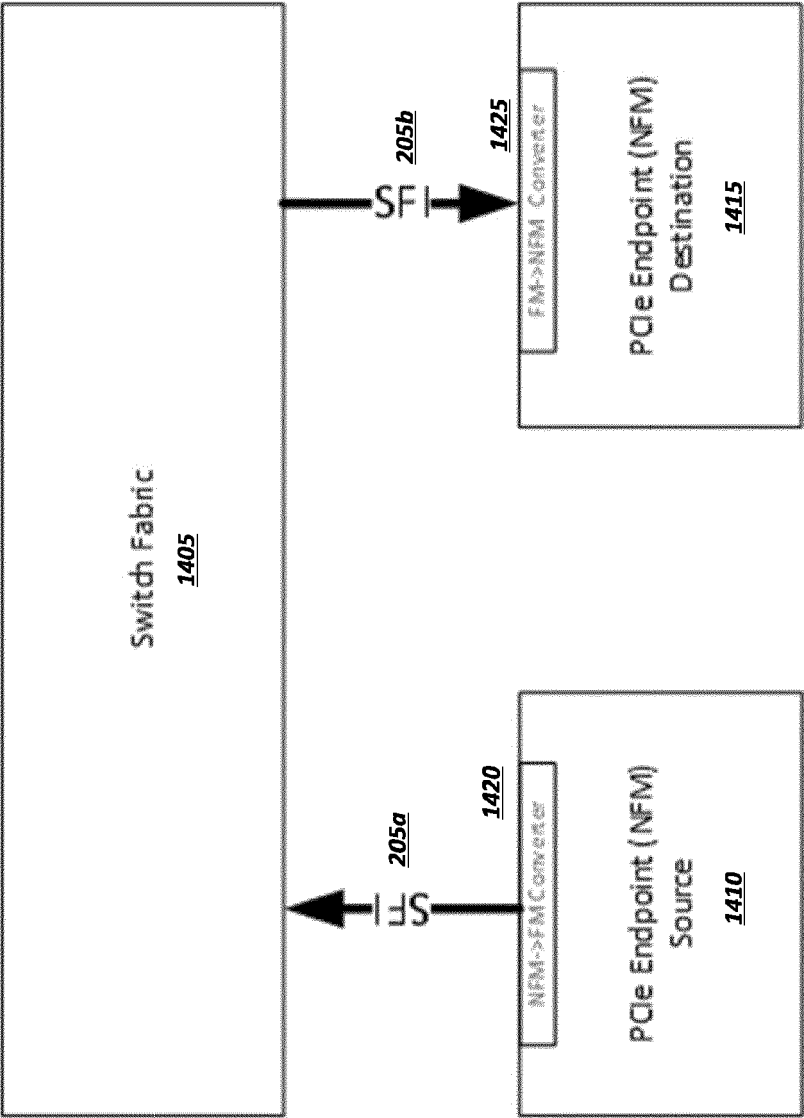 Switch Fabric
1405
SFI
205a
SFI
205b
1420
NFM->FM Converter
PCIe Endpoint (NFM)
Source
1410
1425
FM->NFM Converter
PCIe Endpoint (NFM)
Destination
1415